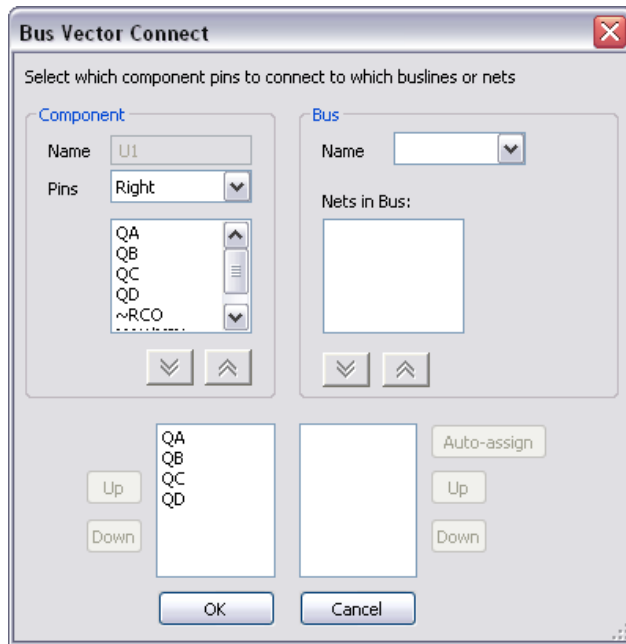 Bus Vector Connect
Select which component pins to connect to which buslines or nets
Component
Name U1
Pins Right
QA
QB
QC
QD
~RCO
Bus
Name
Nets in Bus:
QA
QB
QC
QD
Up
Down
Auto-assign
Up
Down
OK
Cancel